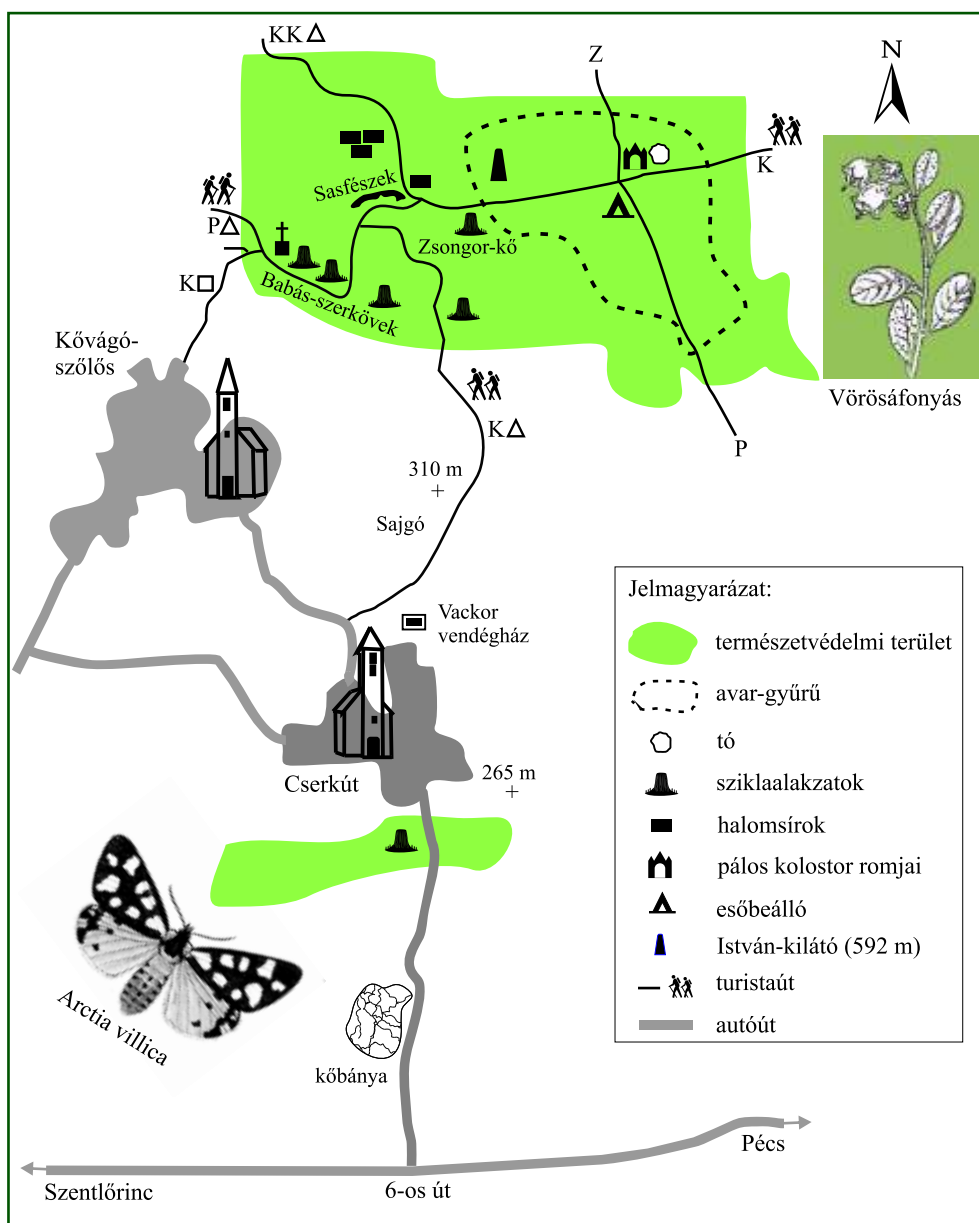 KK
Z
N
K
Sasfészek
P
Zsongor-kő
K
Babás-szerkövek
Kővágó-
szőlős
Vörösáfonyás
K
P
310 m
Sajgó
Vackor
vendégház
Cserkút
265 m
Arctia villica
kőbánya
Jelmagyarázat:
természetvédelmi terület
avar-gyűrű
tó
sziklaalakzatok
halomsírok
pálos kolostor romjai
esőbeálló
István-kilátó (592 m)
turistaút
autóút
Szentlőrinc
6-os út
Pécs